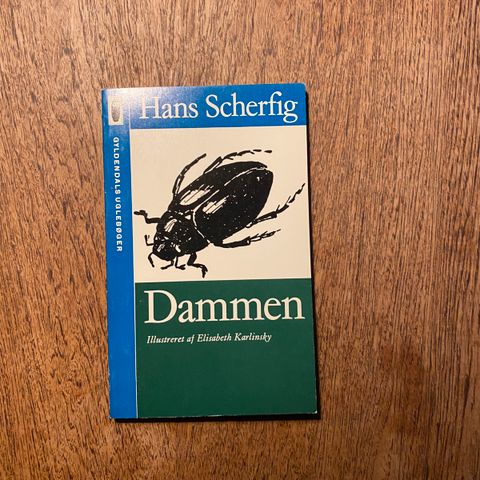 Hans Scherfig
GYLDENDALS UGLEBØGER
Dammen
Illustreret af Elisabeth Karlinsky